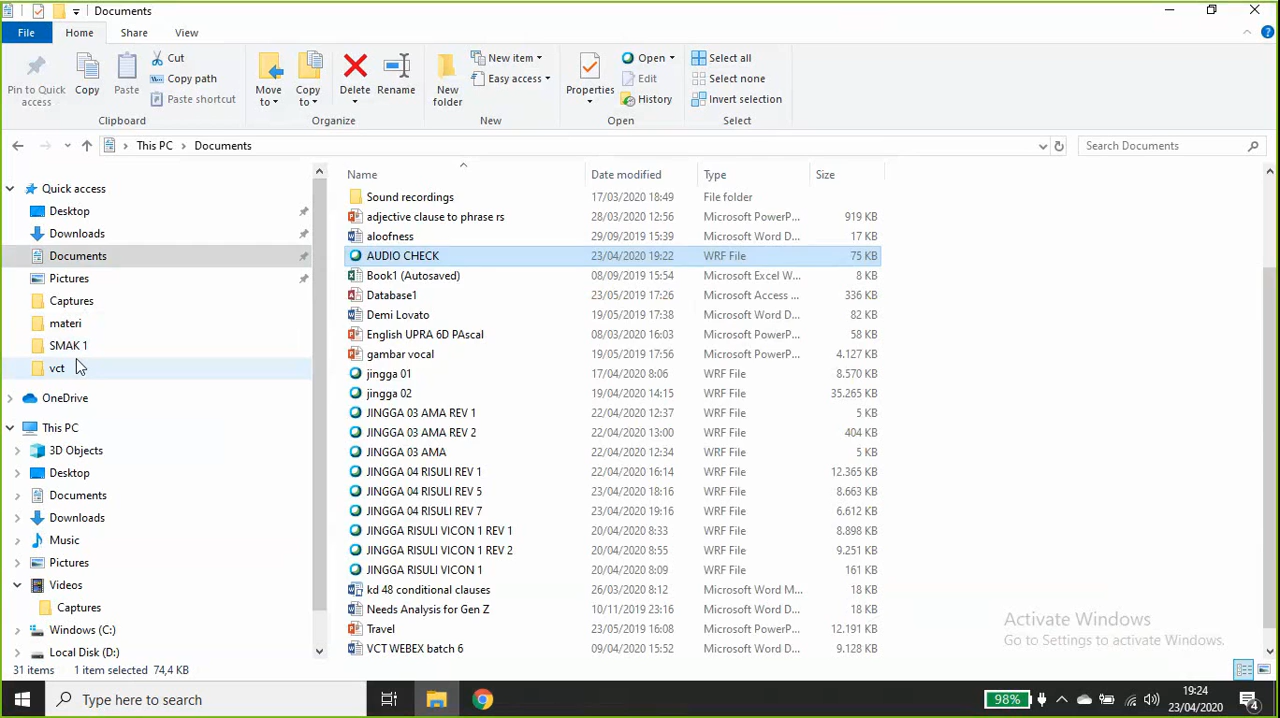 Documents
File Home Share View
Pin to Quick access
Copy
Paste
Cut
Copy path
Paste shortcut
Clipboard
Move to
Copy to
Delete
Rename
Organize
New folder
New item
Easy access
New
Properties
Open
Edit
History
Open
Select all
Select none
Invert selection
Select
This PC > Documents
Search Documents
Quick access
Desktop
Downloads
Documents
Pictures
Captures
materi
SMAK 1
vct
OneDrive
This PC
3D Objects
Desktop
Documents
Downloads
Music
Pictures
Videos
Captures
Windows (C:)
Local Disk (D:)
Name Date modified Type Size
Sound recordings 17/03/2020 18:49 File folder
adjective clause to phrase rs 28/03/2020 12:56 Microsoft PowerP... 919 KB
aloofness 29/09/2019 15:39 Microsoft Word D... 17 KB
AUDIO CHECK 23/04/2020 19:22 WRF File 75 KB
Book1 (Autosaved) 08/09/2019 15:54 Microsoft Excel W... 8 KB
Database1 23/05/2019 17:26 Microsoft Access ... 336 KB
Demi Lovato 19/05/2019 17:38 Microsoft Word D... 82 KB
English UPRA 6D PAscal 08/03/2020 16:03 Microsoft PowerP... 58 KB
gambar vocal 19/05/2019 17:56 Microsoft PowerP... 4.127 KB
jingga 01 17/04/2020 8:06 WRF File 8.570 KB
jingga 02 19/04/2020 14:15 WRF File 35.265 KB
JINGGA 03 AMA REV 1 22/04/2020 12:37 WRF File 5 KB
JINGGA 03 AMA REV 2 22/04/2020 13:00 WRF File 404 KB
JINGGA 03 AMA 22/04/2020 12:34 WRF File 5 KB
JINGGA 04 RISULI REV 1 22/04/2020 16:14 WRF File 12.365 KB
JINGGA 04 RISULI REV 5 23/04/2020 18:16 WRF File 8.663 KB
JINGGA 04 RISULI REV 7 23/04/2020 19:16 WRF File 6.612 KB
JINGGA RISULI VICON 1 REV 1 20/04/2020 8:33 WRF File 8.898 KB
JINGGA RISULI VICON 1 REV 2 20/04/2020 8:55 WRF File 9.251 KB
JINGGA RISULI VICON 1 20/04/2020 8:09 WRF File 161 KB
kd 48 conditional clauses 26/03/2020 8:12 Microsoft Word M... 18 KB
Needs Analysis for Gen Z 10/11/2019 23:16 Microsoft Word D... 18 KB
Travel 23/05/2019 16:08 Microsoft PowerP... 12.191 KB
VCT WEBEX batch 6 09/04/2020 15:52 Microsoft Word D... 9.128 KB
Activate Windows
Go to Settings to activate Windows.
31 items 1 item selected 74,4 KB
Type here to search
98%
19:24
23/04/2020
4